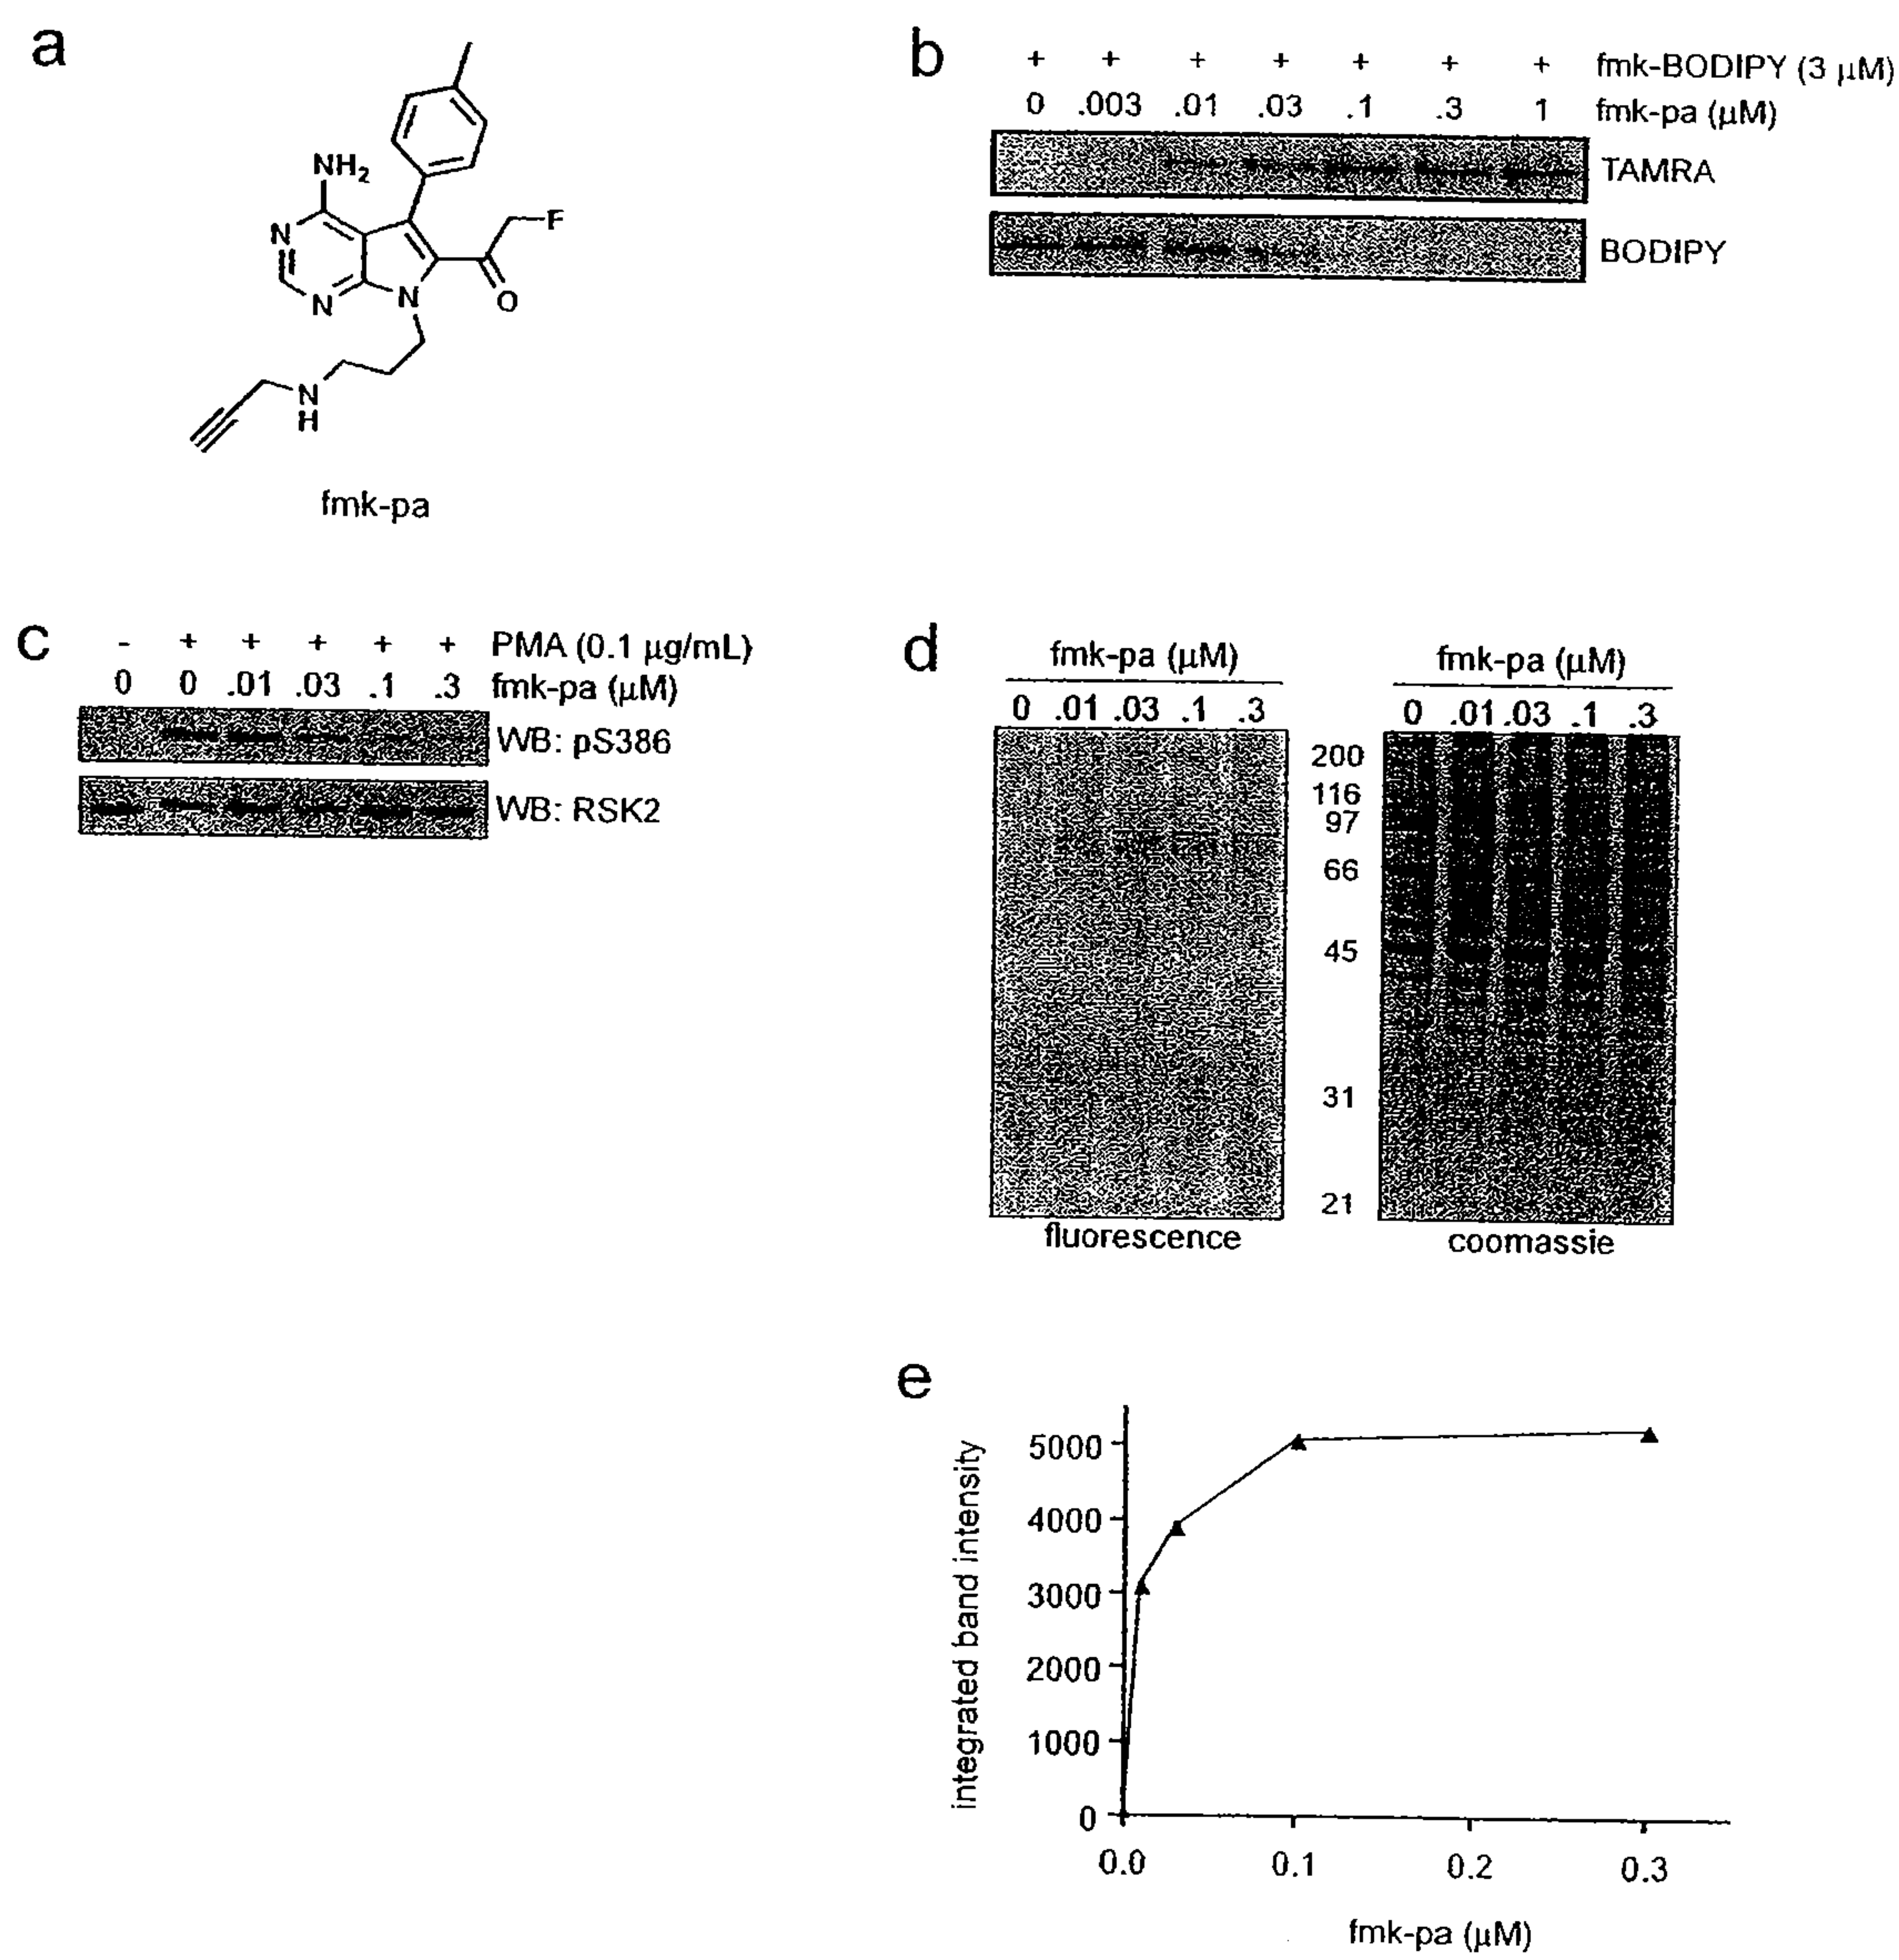 a
NH2
N
N
N
F
O
N
H
fmk-pa
b
+ + + + + + + fmk-BODIPY (3 µM)
0 .003 .01 .03 .1 .3 1 fmk-pa (µM)
TAMRA
BODIPY
c
- + + + + + PMA (0.1 µg/mL)
0 0 .01 .03 .1 .3 fmk-pa (µM)
WB: pS386
WB: RSK2
d
fmk-pa (µM) fmk-pa (µM)
0 .01 .03 .1 .3 0 .01 .03 .1 .3
200
116
97
66
45
31
21
fluorescence coomassie
e
integrated band intensity
5000
4000
3000
2000
1000
0
0.0 0.1 0.2 0.3
fmk-pa (µM)